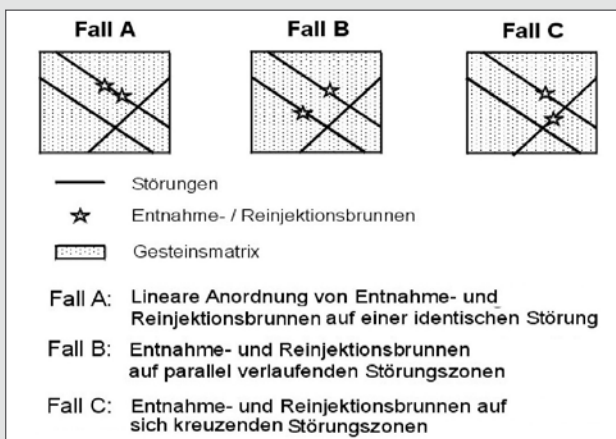 Fall A
Fall B
Fall C
Störungen
Entnahme- / Reinjektionsbrunnen
Gesteinsmatrix
Fall A: Lineare Anordnung von Entnahme- und
Reinjektionsbrunnen auf einer identischen Störung
Fall B: Entnahme- und Reinjektionsbrunnen
auf parallel verlaufenden Störungszonen
Fall C: Entnahme- und Reinjektionsbrunnen auf
sich kreuzenden Störungszonen